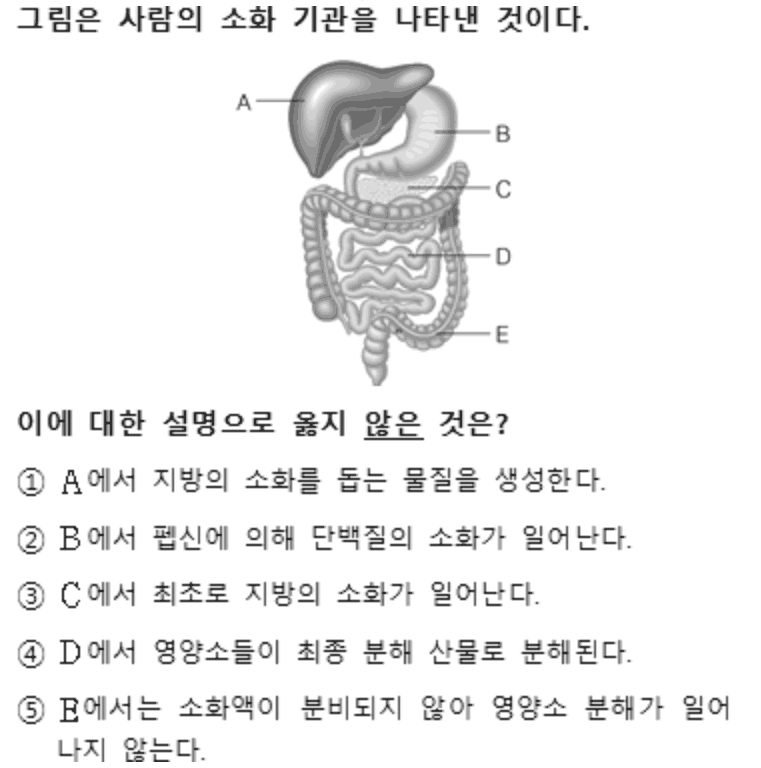 그림은 사람의 소화 기관을 나타낸 것이다.
A
B
C
D
E
이에 대한 설명으로 옳지 않은 것은?
① A에서 지방의 소화를 돕는 물질을 생성한다.
② B에서 펩신에 의해 단백질의 소화가 일어난다.
③ C에서 최초로 지방의 소화가 일어난다.
④ D에서 영양소들이 최종 분해 산물로 분해된다.
⑤ E에서는 소화액이 분비되지 않아 영양소 분해가 일어
나지 않는다.